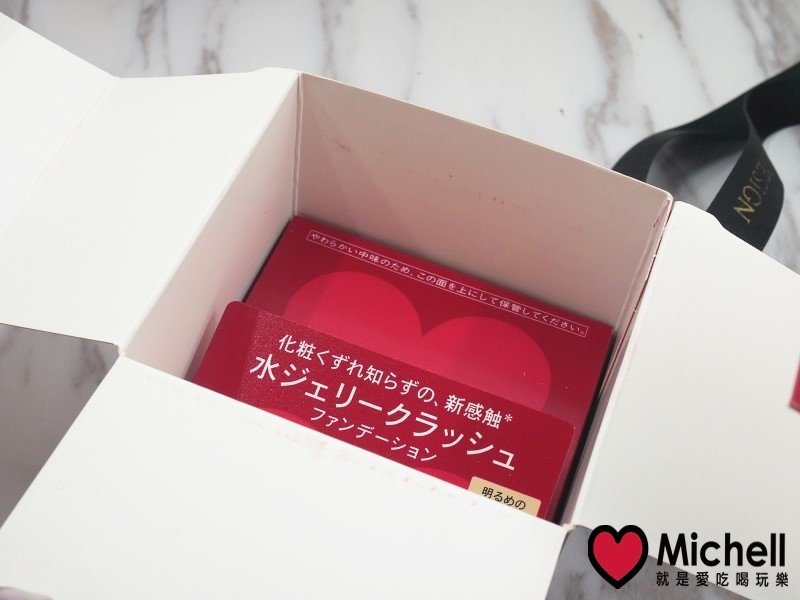 やわらかい中味のため、この面を上にして保管してください。
化粧くずれ知らずの、新感触*
水ジェリークラッシュ
ファンデーション
明るめの
Michell
就是愛吃喝玩樂